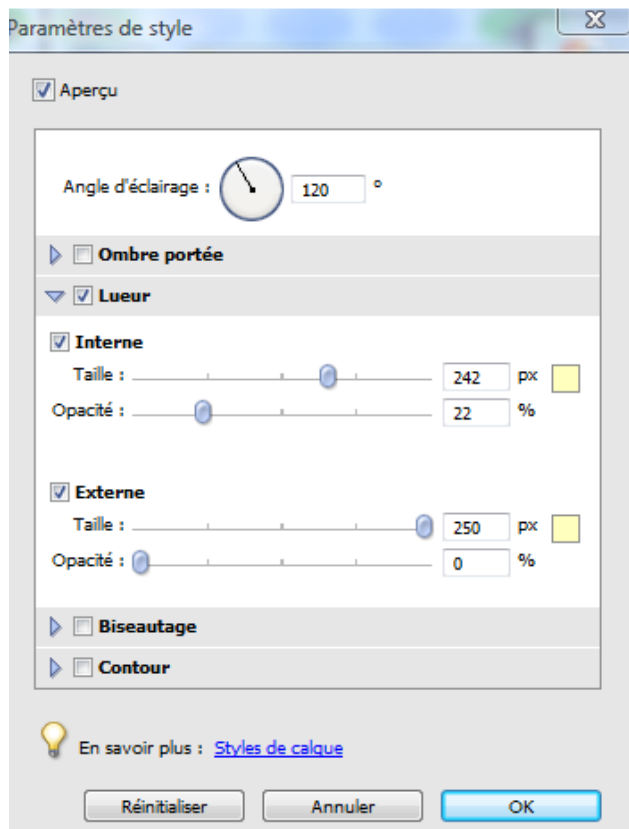 Paramètres de style
Aperçu
Angle d'éclairage : 120 °
Ombre portée
Lueur
Interne
Taille : 242 px
Opacité : 22 %
Externe
Taille : 250 px
Opacité : 0 %
Biseautage
Contour
En savoir plus : Styles de calque
Réinitialiser Annuler OK